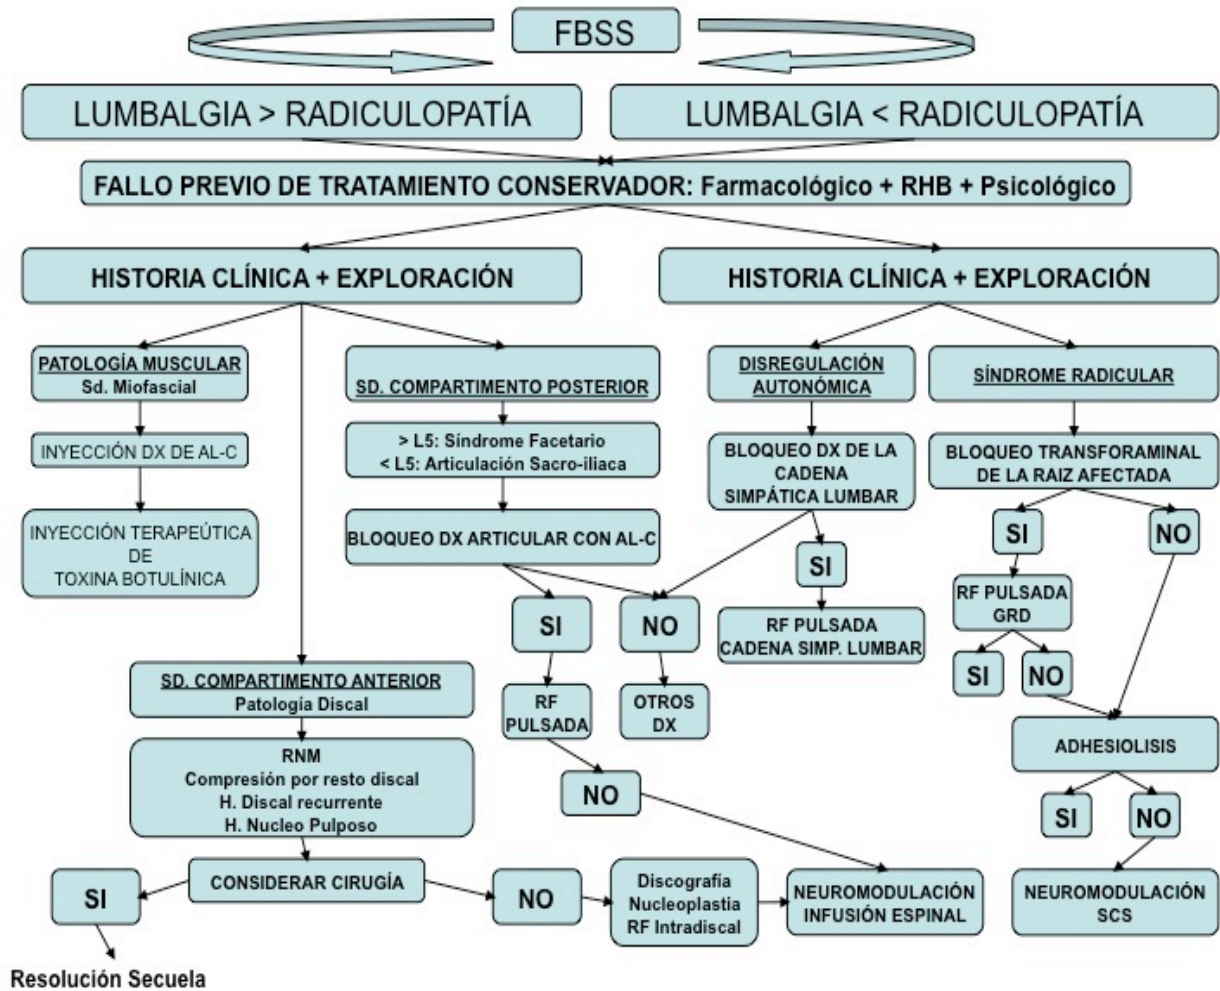 FBSS
LUMBALGIA > RADICULOPATÍA
LUMBALGIA < RADICULOPATÍA
FALLO PREVIO DE TRATAMIENTO CONSERVADOR: Farmacológico + RHB + Psicológico
HISTORIA CLÍNICA + EXPLORACIÓN
HISTORIA CLÍNICA + EXPLORACIÓN
PATOLOGÍA MUSCULAR
Sd. Miofascial
SD. COMPARTIMENTO POSTERIOR
DISREGULACIÓN
AUTONÓMICA
SÍNDROME RADICULAR
INYECCIÓN DX DE AL-C
> L5: Síndrome Facetario
< L5: Articulación Sacro-iliaca
BLOQUEO DX DE LA
CADENA
SIMPÁTICA LUMBAR
BLOQUEO TRANSFORAMINAL
DE LA RAIZ AFECTADA
INYECCIÓN TERAPEÚTICA
DE
TOXINA BOTULÍNICA
BLOQUEO DX ARTICULAR CON AL-C
SI
NO
SI
RF PULSADA
GRD
SI
NO
RF PULSADA
CADENA SIMP. LUMBAR
SI
NO
SD. COMPARTIMENTO ANTERIOR
Patología Discal
RF
PULSADA
OTROS
DX
ADHESIOLISIS
RNM
Compresión por resto discal
H. Discal recurrente
H. Nucleo Pulposo
NO
SI
NO
SI
CONSIDERAR CIRUGÍA
NO
Discografía
Nucleoplastia
RF Intradiscal
NEUROMODULACIÓN
INFUSIÓN ESPINAL
NEUROMODULACIÓN
SCS
Resolución Secuela